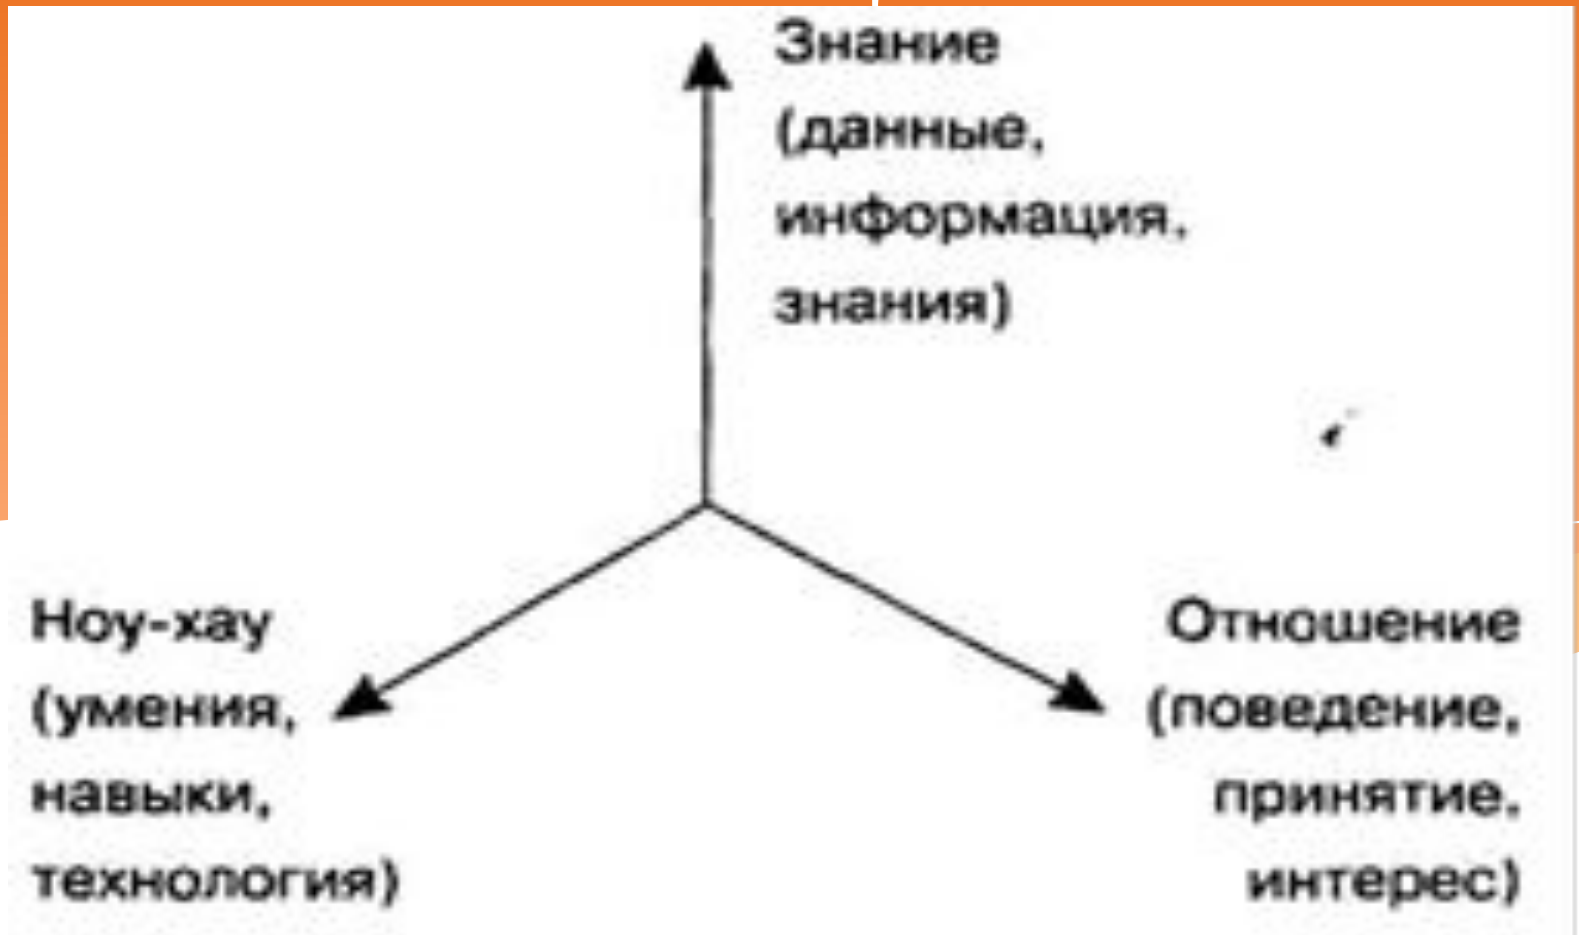 Знание
(данные,
информация,
знания)
Ноу-хау
(умения,
навыки,
технология)
Отношение
(поведение,
принятие,
интерес)